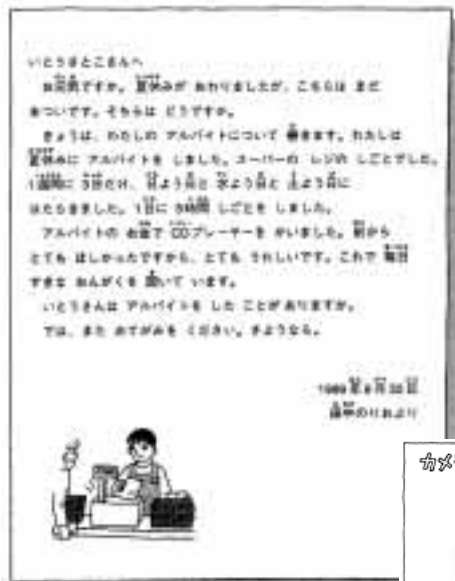 いとうさとこさんへ
お元気ですか。夏休みが おわりましたが、こちらは まだ
あついです。そちらは どうですか。
きょうは、わたしの アルバイトについて 書きます。わたしは
夏休みに アルバイトを しました。スーパーの レジの しごとでした。
1週間に 3日だけ、月よう日と 水よう日と 土よう日に
はたらきました。1日に 時間 しごとを しました。
アルバイトの お金で CDプレーヤーを かいました。前から
とても ほしかったですから、とても うれしいです。これで 毎日
すきな おんがくを 聞いて います。
いとうさんは アルバイトを した ことが ありますか。
では、また おてがみを ください。さようなら。
年 月 日
のりおより
カメ